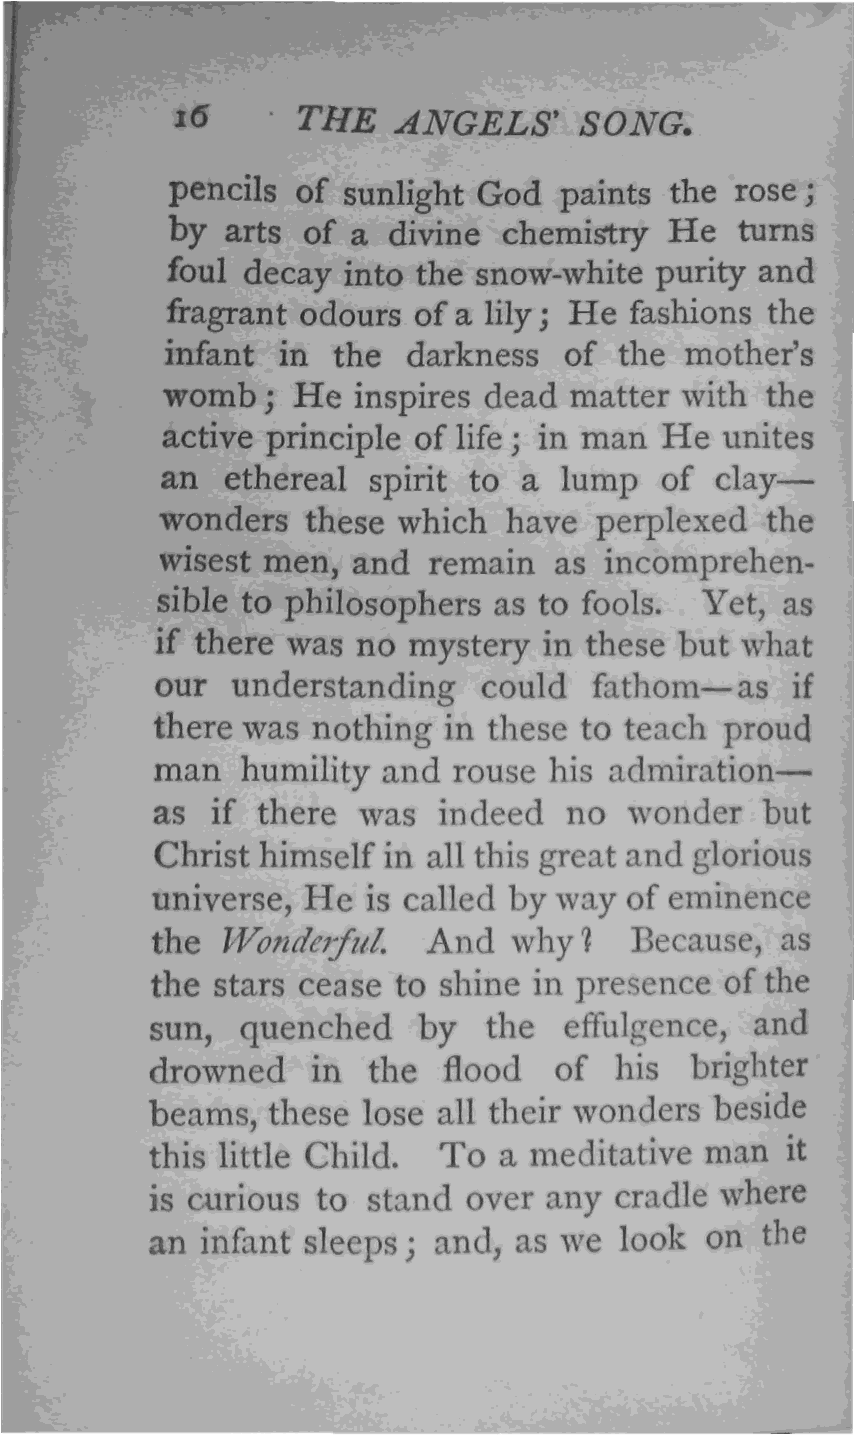 16 THE ANGELS' SONG.
pencils of sunlight God paints the rose;
by arts of a divine chemistry He turns
foul decay into the snow-white purity and
fragrant odours of a lily; He fashions the
infant in the darkness of the mother's
womb; He inspires dead matter with the
active principle of life; in man He unites
an ethereal spirit to a lump of clay—
wonders these which have perplexed the
wisest men, and remain as incomprehen-
sible to philosophers as to fools. Yet, as
if there was no mystery in these but what
our understanding could fathom—as if
there was nothing in these to teach proud
man humility and rouse his admiration—
as if there was indeed no wonder but
Christ himself in all this great and glorious
universe, He is called by way of eminence
the Wonderful. And why? Because, as
the stars cease to shine in presence of the
sun, quenched by the effulgence, and
drowned in the flood of his brighter
beams, these lose all their wonders beside
this little Child. To a meditative man it
is curious to stand over any cradle where
an infant sleeps; and, as we look on the